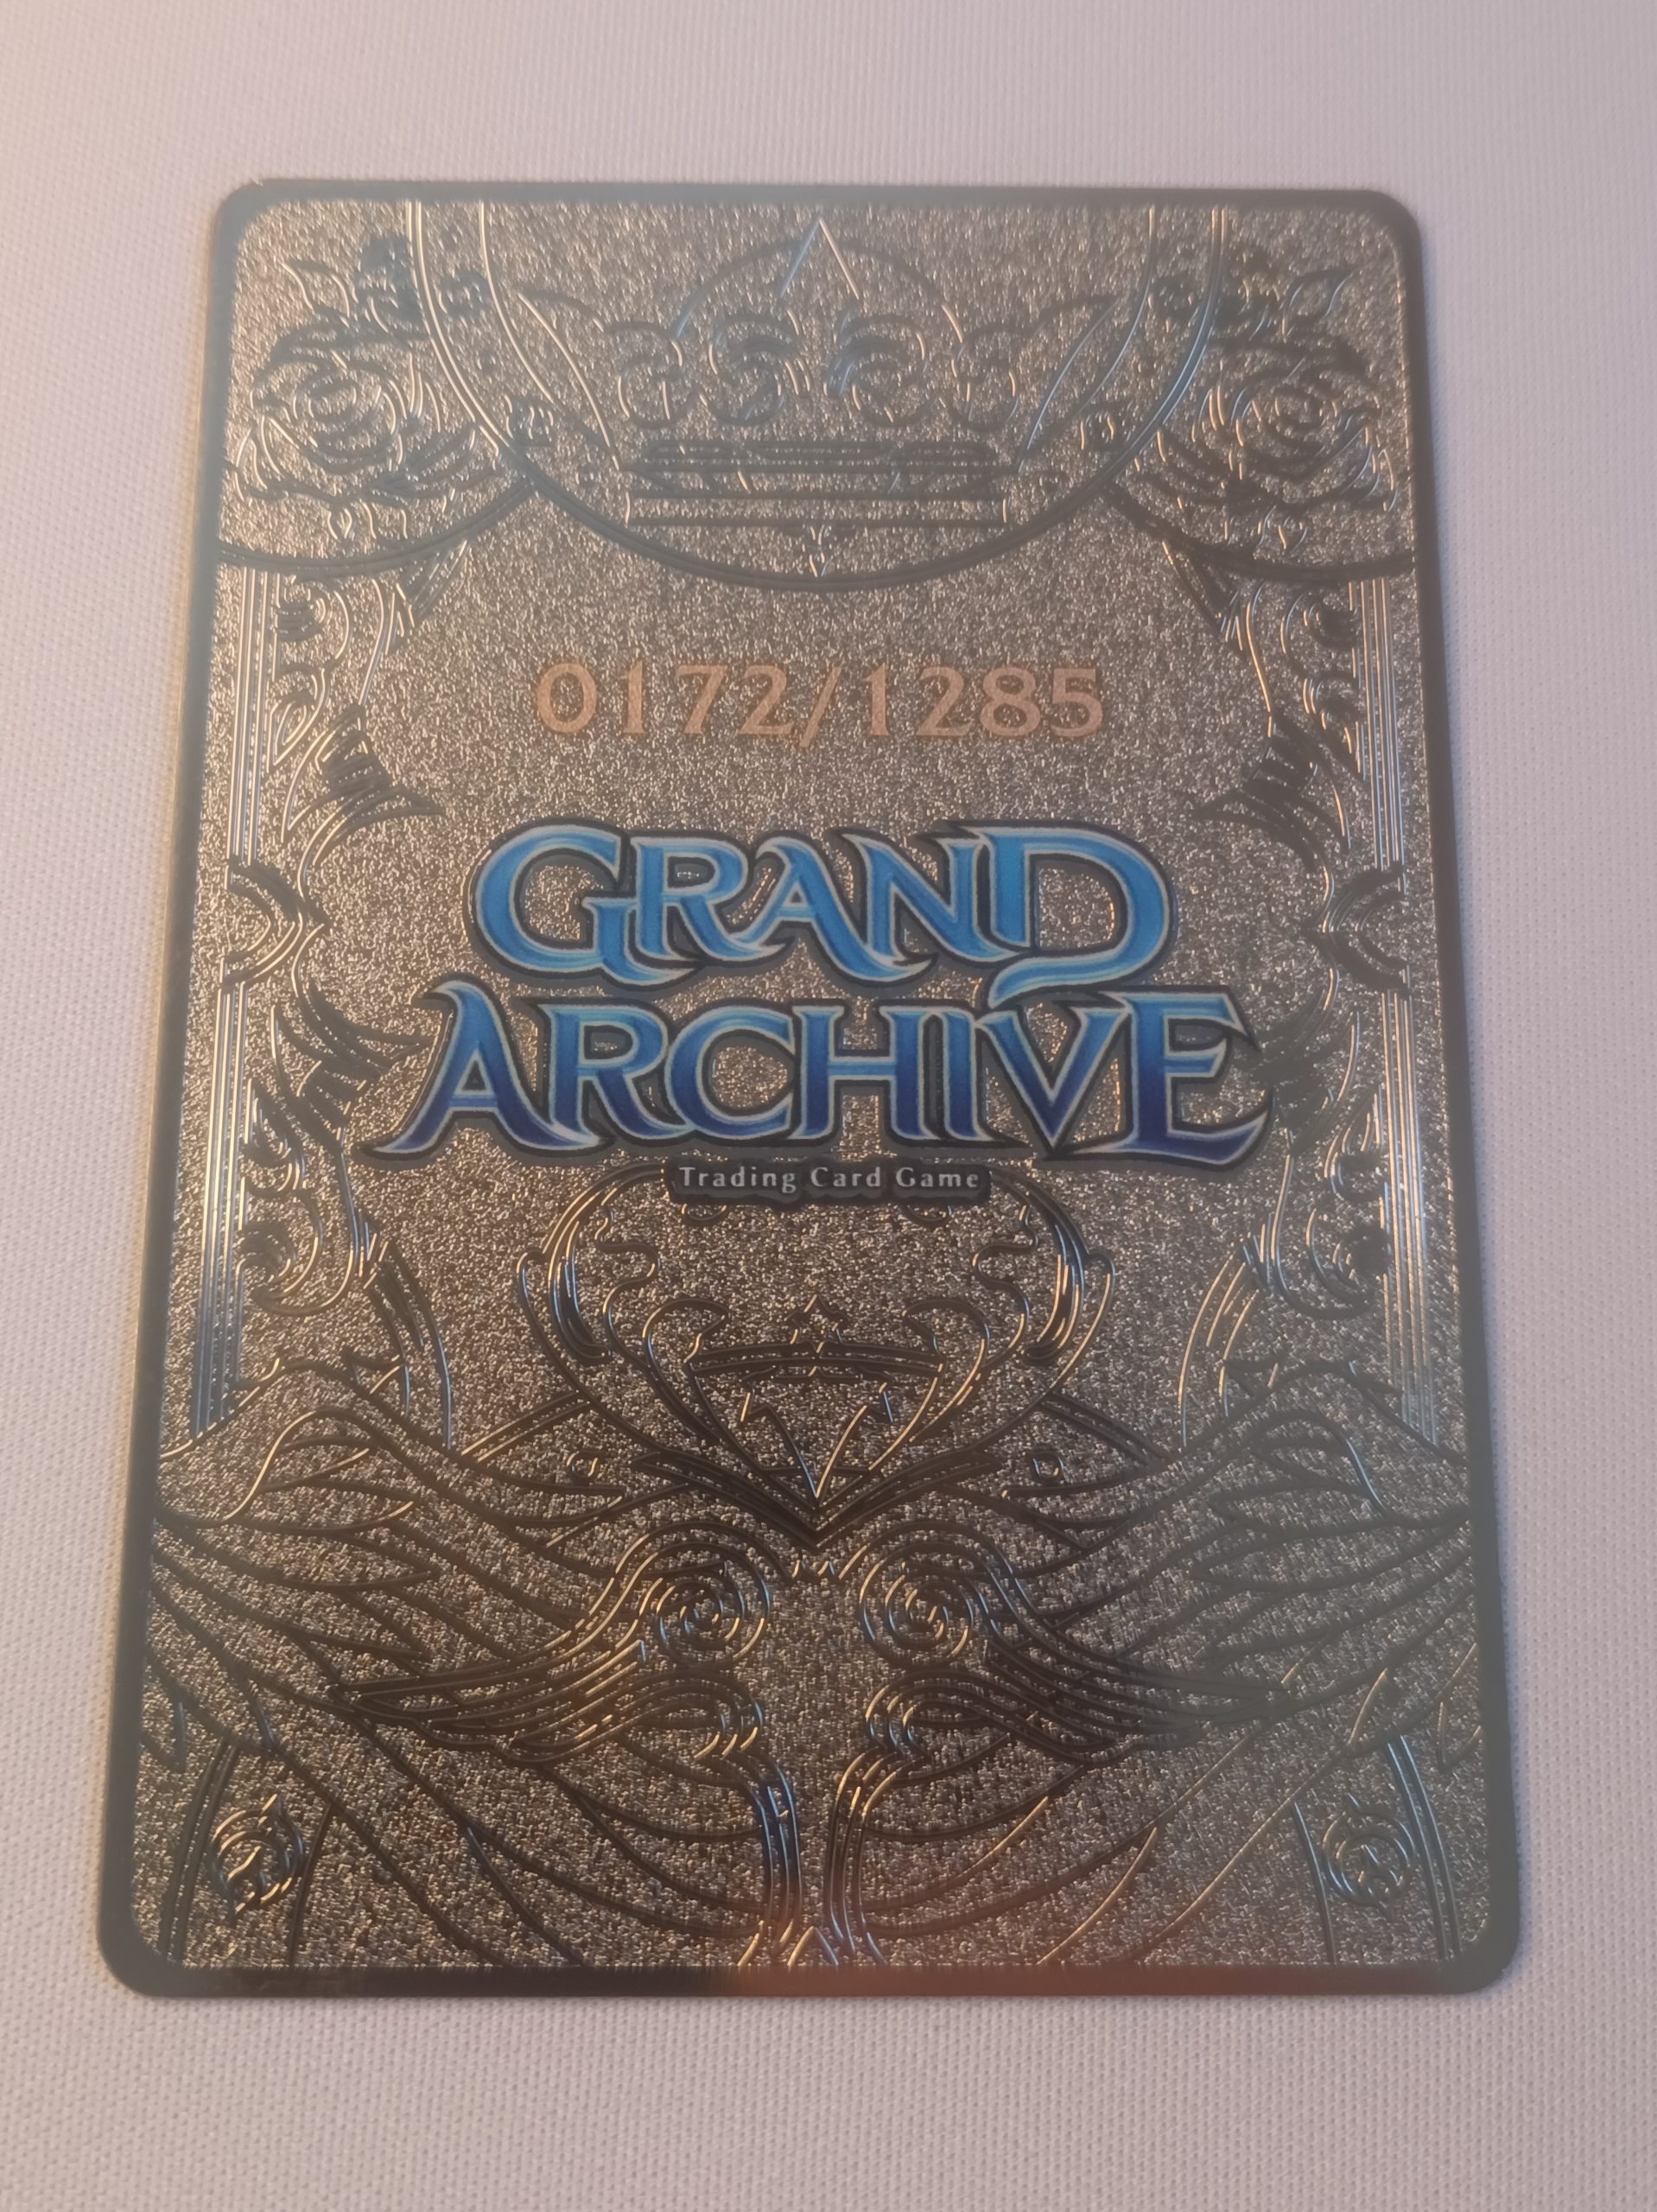 0172/1285
GRAND
ARCHIVE
Trading Card Game